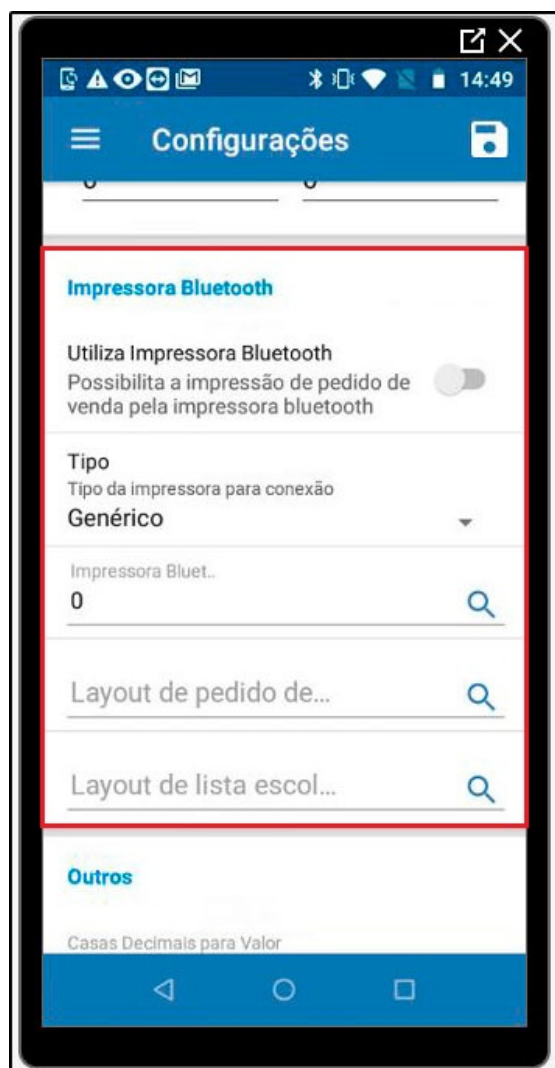 14:49
Configurações
Impressora Bluetooth
Utiliza Impressora Bluetooth
Possibilita a impressão de pedido de
venda pela impressora bluetooth
Tipo
Tipo da impressora para conexão
Genérico
Impressora Bluet..
0
Layout de pedido de...
Layout de lista escol...
Outros
Casas Decimais para Valor